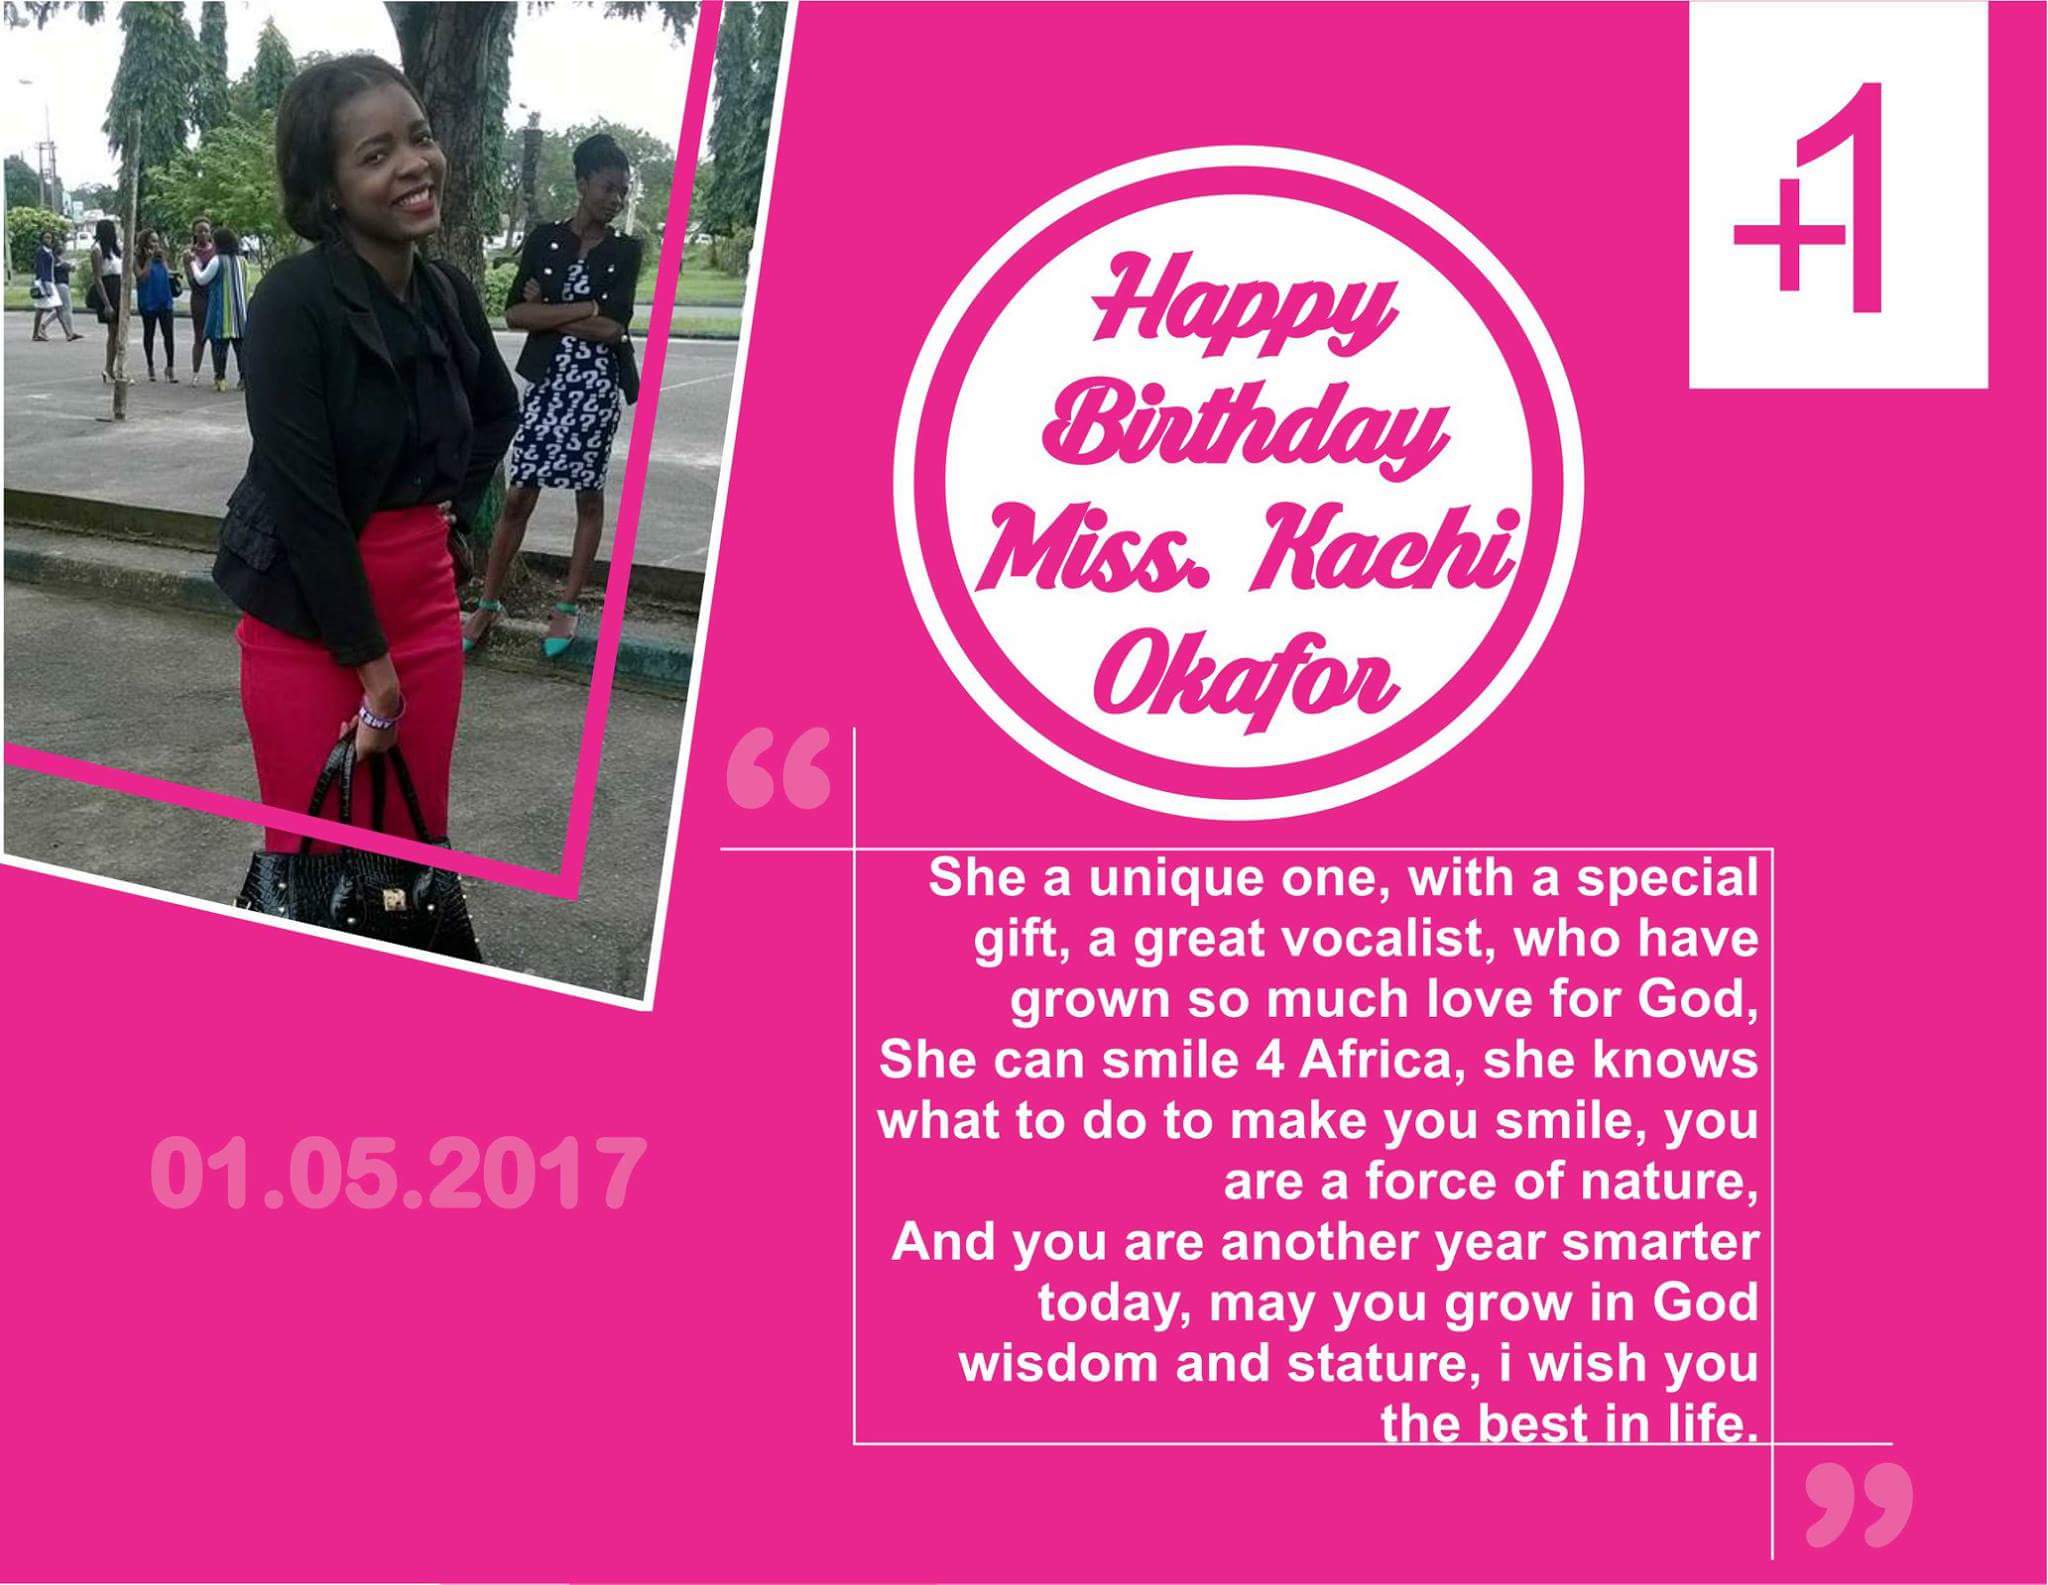 +1
Happy
Birthday
Miss. Kachi
Okafor
“
She a unique one, with a special
gift, a great vocalist, who have
grown so much love for God,
She can smile 4 Africa, she knows
what to do to make you smile, you
are a force of nature,
And you are another year smarter
today, may you grow in God
wisdom and stature, i wish you
the best in life.
”
01.05.2017